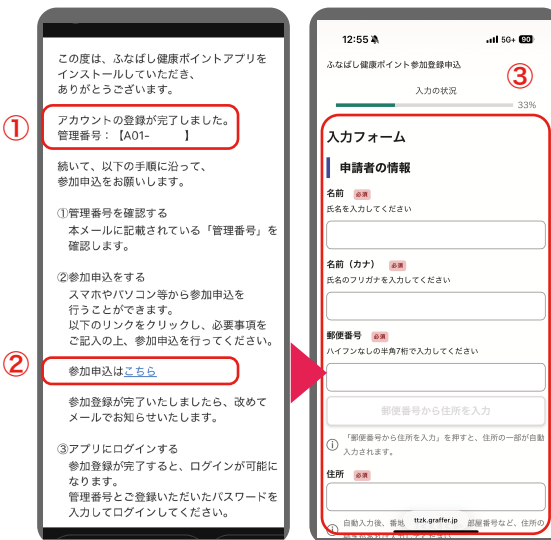 この度は、ふなばし健康ポイントアプリを
インストールしていただき、
ありがとうございます。
①
アカウントの登録が完了しました。
管理番号：【A01-　　　】
続いて、以下の手順に沿って、
参加申込をお願いします。
①管理番号を確認する
本メールに記載されている「管理番号」を
確認します。
②参加申込をする
スマホやパソコン等から参加申込を
行うことができます。
以下のリンクをクリックし、必要事項を
ご記入の上、参加申込を行ってください。
②
参加申込はこちら
参加登録が完了いたしましたら、改めて
メールでお知らせいたします。
③アプリにログインする
参加登録が完了すると、ログインが可能に
なります。
管理番号とご登録いただいたパスワードを
入力してログインしてください。
12:55
5G+ 90
ふなばし健康ポイント参加登録申込
③
入力の状況
33%
入力フォーム
申請者の情報
名前 必須
氏名を入力してください
名前（カナ） 必須
氏名のフリガナを入力してください
郵便番号 必須
ハイフンなしの半角7桁で入力してください
郵便番号から住所を入力
「郵便番号から住所を入力」を押すと、住所の一部が自動
入力されます。
住所 必須
自動入力後、番地
ttzk.graffer.jp
部屋番号など、住所の